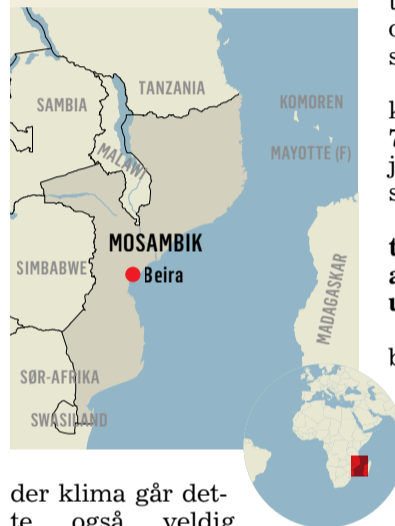 TANZANIA
SAMBIA
KOMOREN
MALAWI
MAYOTTE (F)
MOSAMBIK
SIMBABWE
Beira
MADAGASKAR
SØR-AFRIKA
SWASILAND
der klima går det-
te også veldig